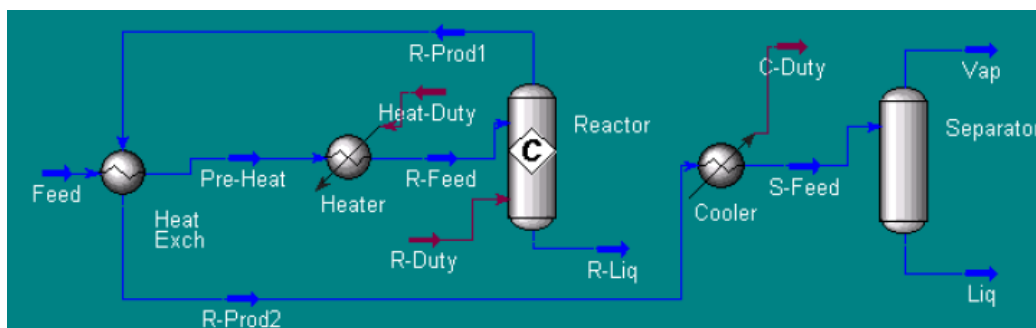 R-Prod1
C-Duty
Vap
Heat-Duty
Reactor
C
Separator
Feed
Pre-Heat
R-Feed
S-Feed
Heater
Cooler
Heat
Exch
R-Duty
R-Liq
Liq
R-Prod2